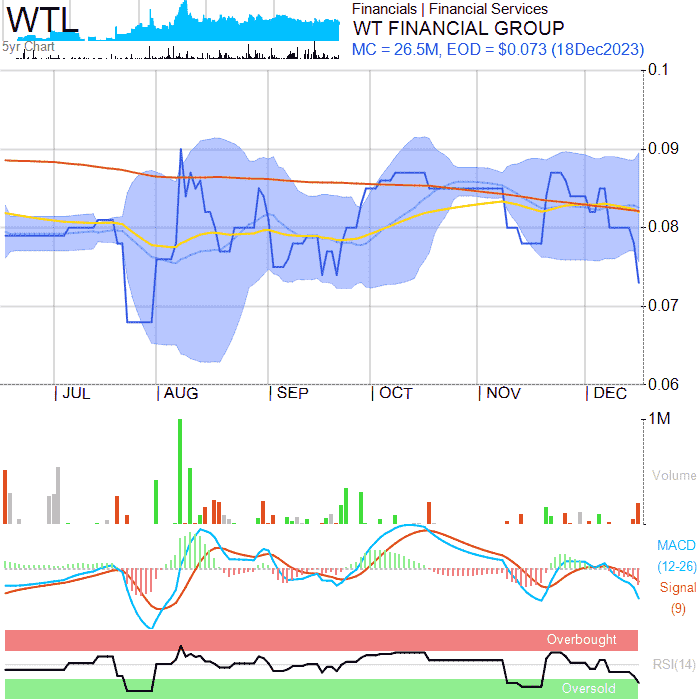 WTL
5yr Chart
Financials | Financial Services
WT FINANCIAL GROUP
MC = 26.5M, EOD = $0.073 (18Dec2023)
0.1
0.09
0.08
0.07
0.06
JUL AUG SEP OCT NOV DEC
1M
Volume
MACD
(12-26)
Signal
(9)
Overbought
RSI(14)
Oversold